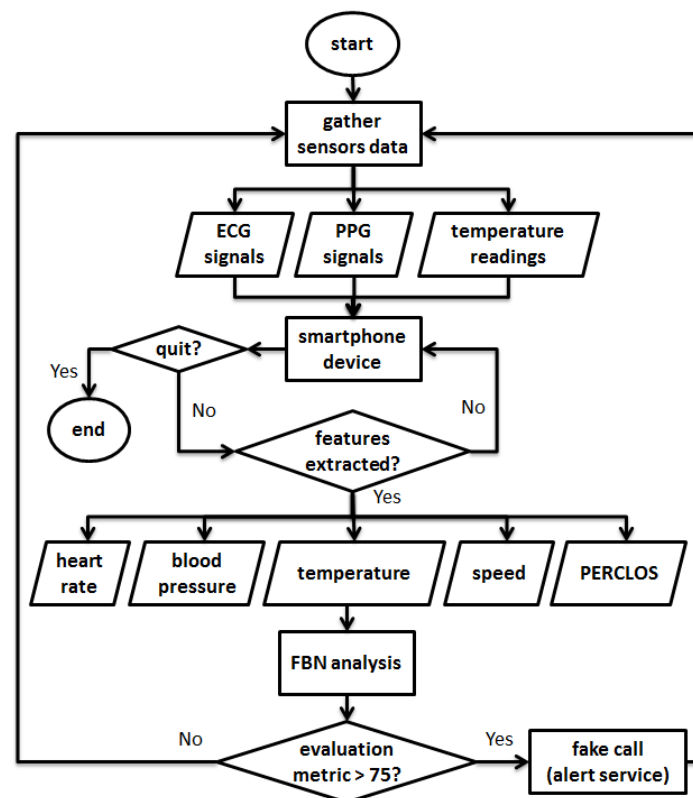 start
gather
sensors data
ECG
signals
PPG
signals
temperature
readings
quit?
smartphone
device
Yes
No
No
end
features
extracted?
Yes
heart
rate
blood
pressure
temperature
speed
PERCLOS
FBN analysis
No
evaluation
metric > 75?
Yes
fake call
(alert service)